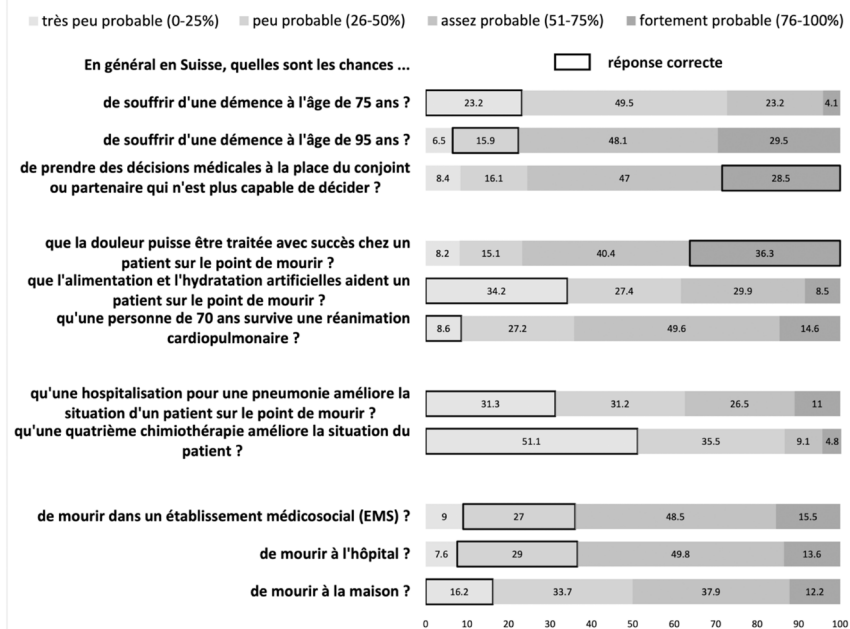 très peu probable (0-25%) peu probable (26-50%) assez probable (51-75%) fortement probable (76-100%)
En général en Suisse, quelles sont les chances ... réponse correcte
de souffrir d'une démence à l'âge de 75 ans ? 23.2 49.5 23.2 4.1
de souffrir d'une démence à l'âge de 95 ans ? 6.5 15.9 48.1 29.5
de prendre des décisions médicales à la place du conjoint
ou partenaire qui n'est plus capable de décider ? 8.4 16.1 47 28.5
que la douleur puisse être traitée avec succès chez un
patient sur le point de mourir ? 8.2 15.1 40.4 36.3
que l'alimentation et l'hydratation artificielles aident un
patient sur le point de mourir ? 34.2 27.4 29.9 8.5
qu'une personne de 70 ans survive une réanimation
cardiopulmonaire ? 8.6 27.2 49.6 14.6
qu'une hospitalisation pour une pneumonie améliore la
situation d'un patient sur le point de mourir ? 31.3 31.2 26.5 11
qu'une quatrième chimiothérapie améliore la situation du
patient ? 51.1 35.5 9.1 4.8
de mourir dans un établissement médicosocial (EMS) ? 9 27 48.5 15.5
de mourir à l'hôpital ? 7.6 29 49.8 13.6
de mourir à la maison ? 16.2 33.7 37.9 12.2
0 10 20 30 40 50 60 70 80 90 100